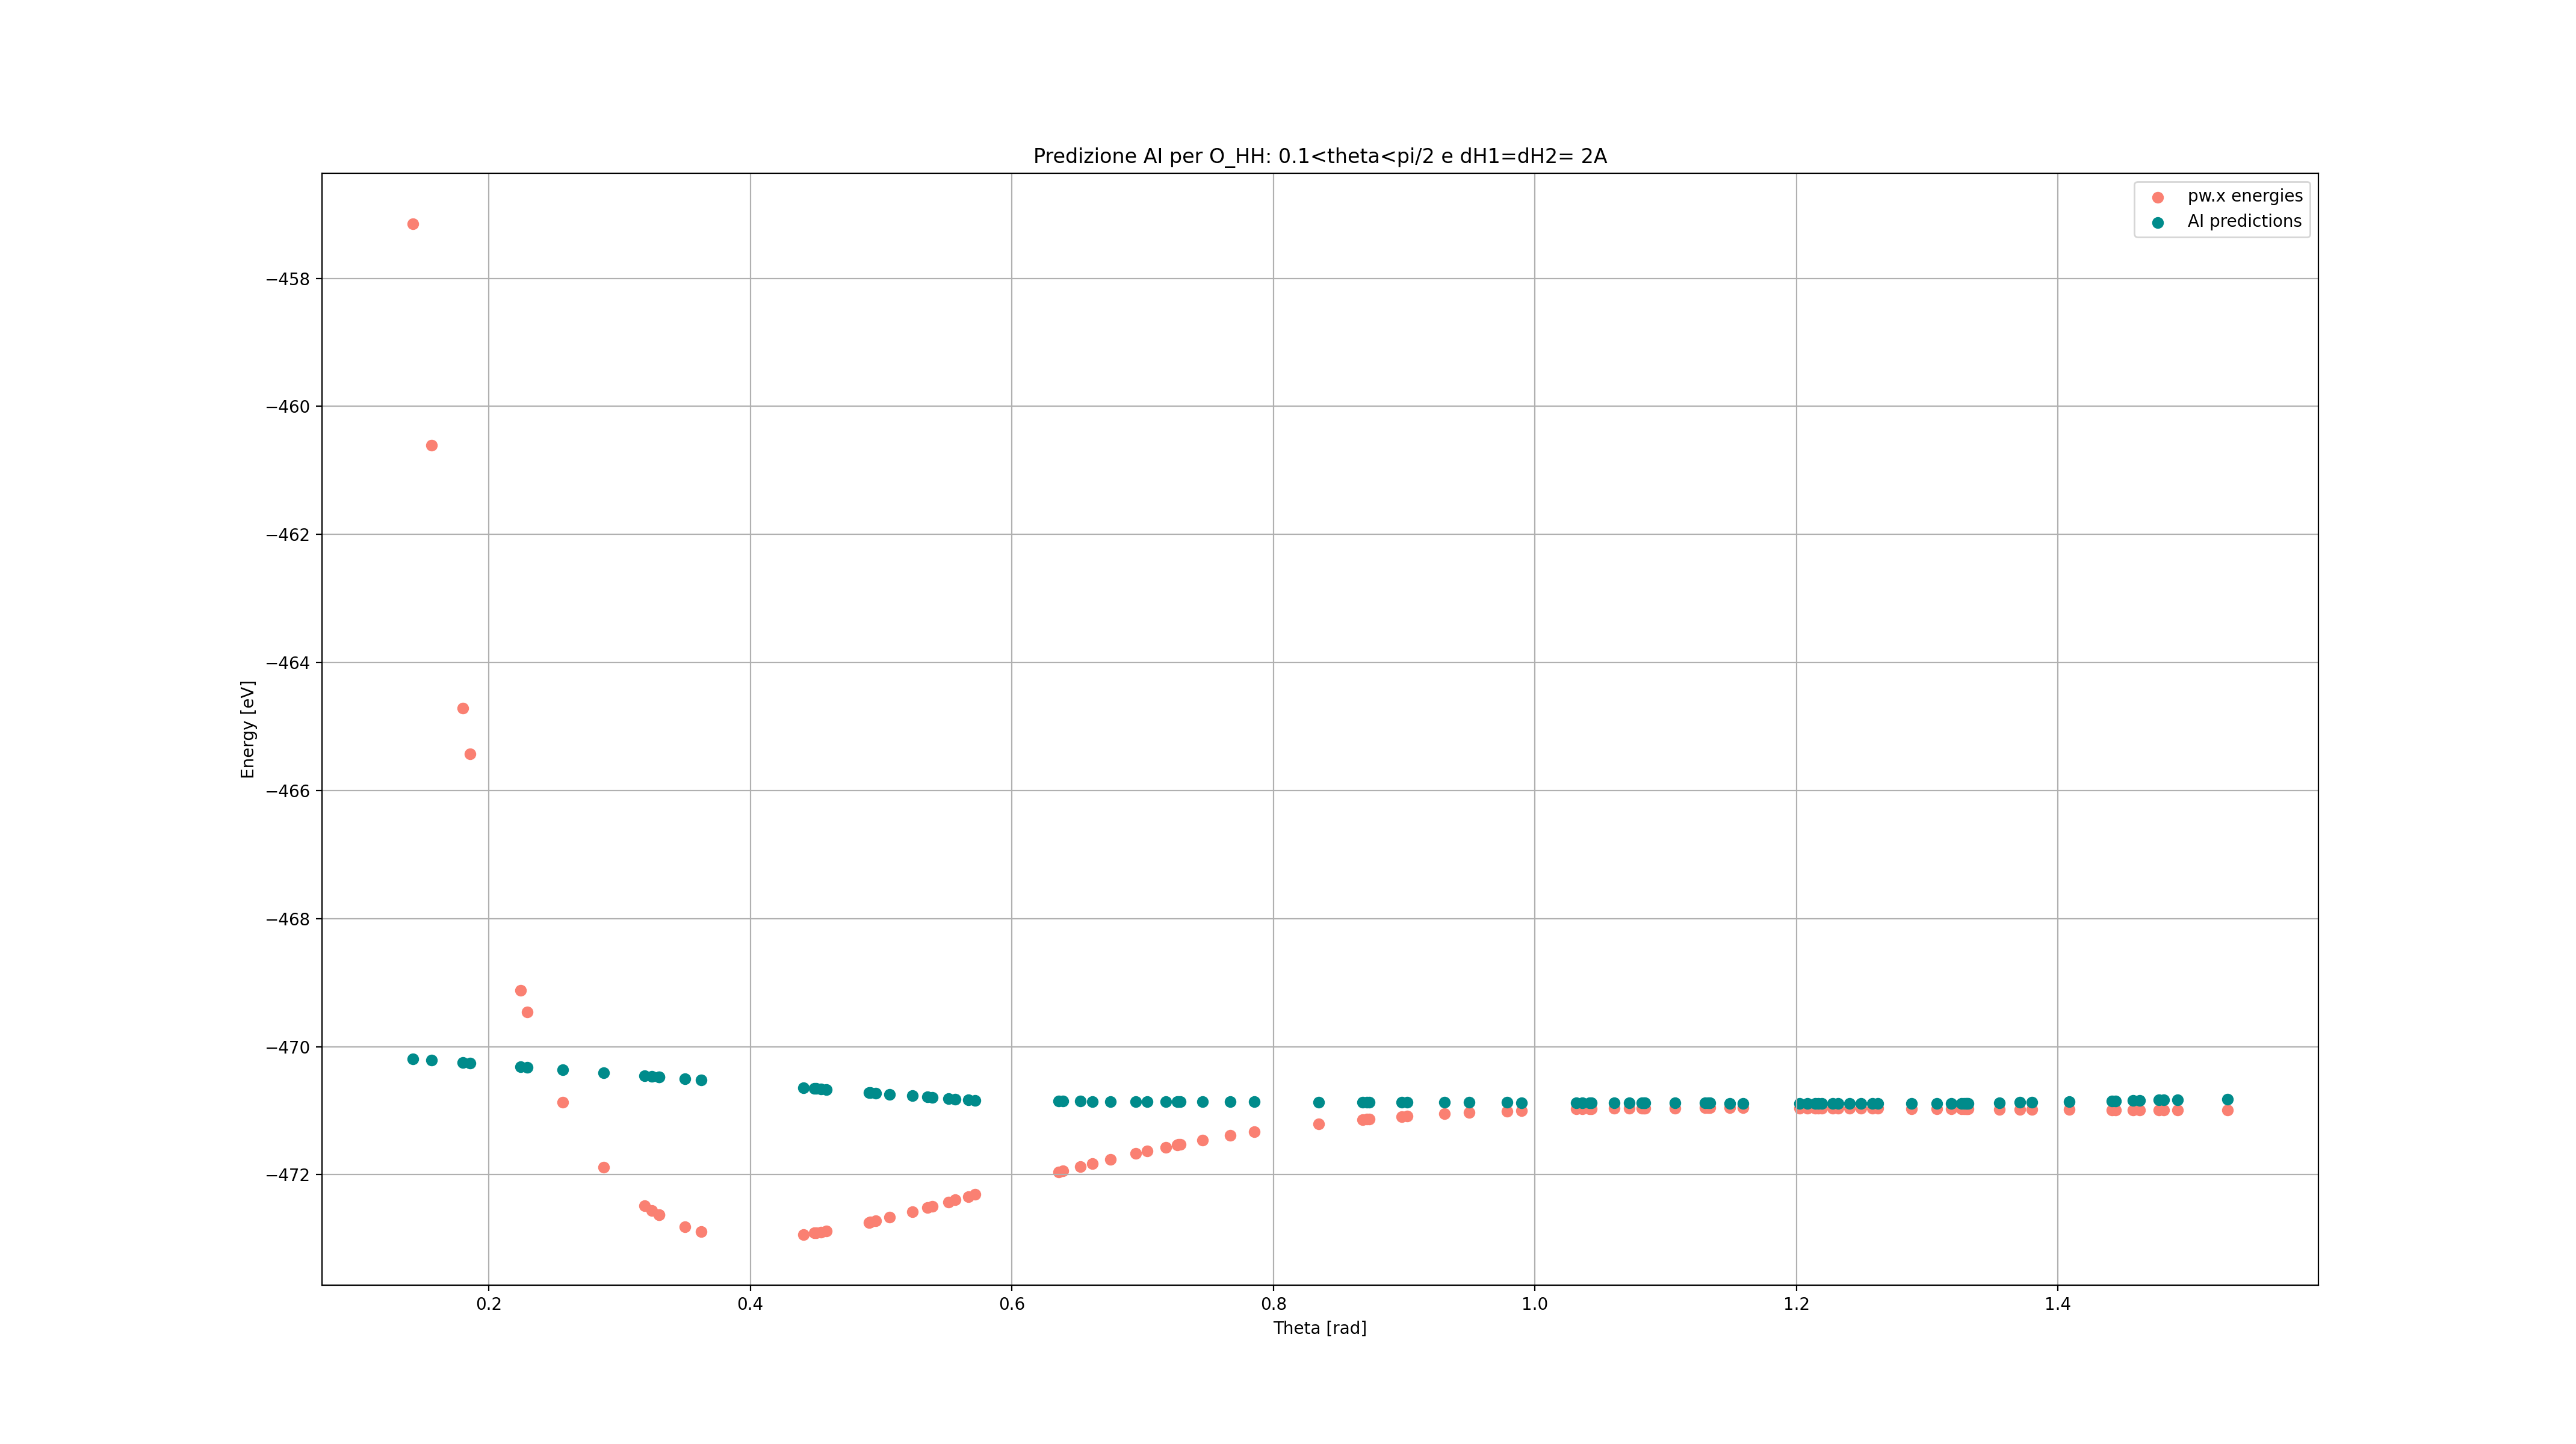 Predizione AI per O_HH: 0.1<theta<pi/2 e dH1=dH2= 2A
pw.x energies
AI predictions
−458
−460
−462
−464
−466
−468
−470
−472
Energy [eV]
0.2 0.4 0.6 0.8 1.0 1.2 1.4
Theta [rad]